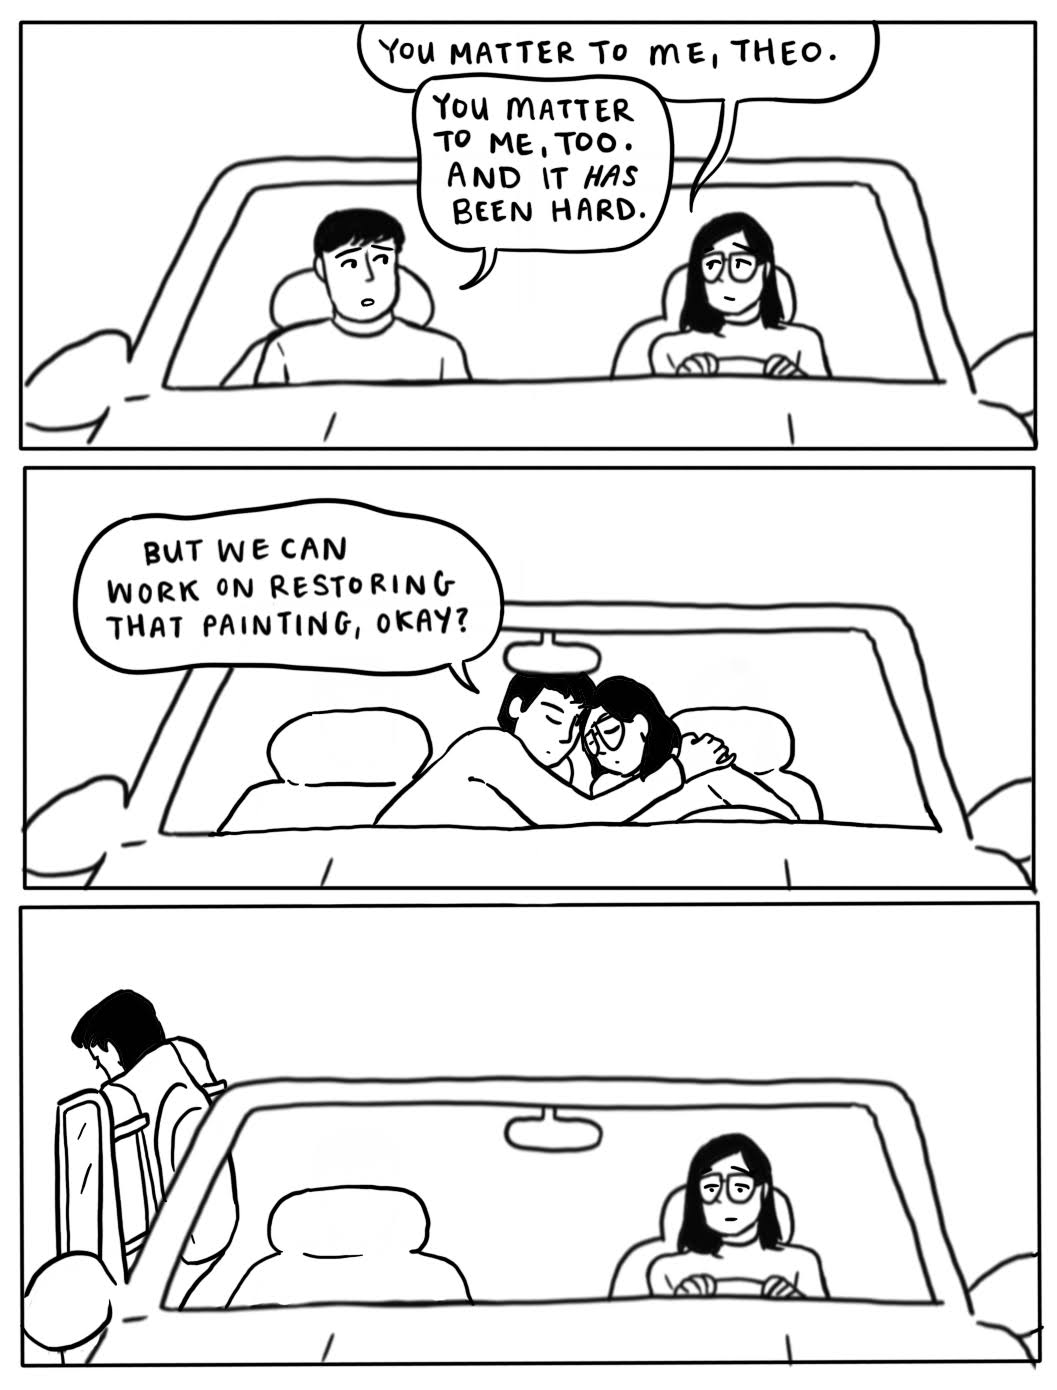 YOU MATTER TO ME, THEO.
YOU MATTER
TO ME, TOO.
AND IT HAS
BEEN HARD.
BUT WE CAN
WORK ON RESTORING
THAT PAINTING, OKAY?